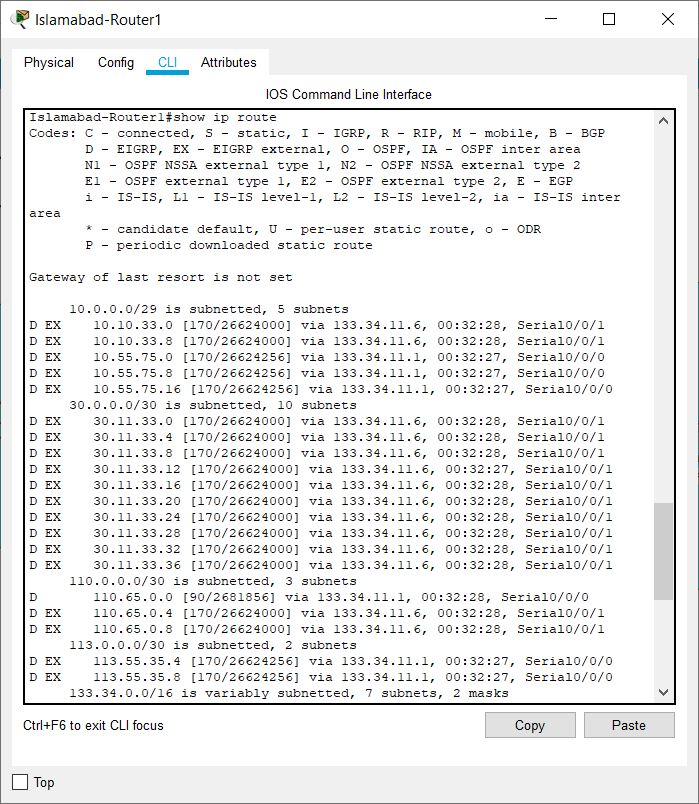 Islamabad-Router1
Physical Config CLI Attributes
IOS Command Line Interface
Islamabad-Router1#show ip route
Codes: C - connected, S - static, I - IGRP, R - RIP, M - mobile, B - BGP
       D - EIGRP, EX - EIGRP external, O - OSPF, IA - OSPF inter area
       N1 - OSPF NSSA external type 1, N2 - OSPF NSSA external type 2
       E1 - OSPF external type 1, E2 - OSPF external type 2, E - EGP
       i - IS-IS, L1 - IS-IS level-1, L2 - IS-IS level-2, ia - IS-IS inter
area
       * - candidate default, U - per-user static route, o - ODR
       P - periodic downloaded static route
Gateway of last resort is not set
     10.0.0.0/29 is subnetted, 5 subnets
D EX    10.10.33.0 [170/26624000] via 133.34.11.6, 00:32:28, Serial0/0/1
D EX    10.10.33.8 [170/26624000] via 133.34.11.6, 00:32:28, Serial0/0/1
D EX    10.55.75.0 [170/26624256] via 133.34.11.1, 00:32:27, Serial0/0/0
D EX    10.55.75.8 [170/26624256] via 133.34.11.1, 00:32:27, Serial0/0/0
D EX    10.55.75.16 [170/26624256] via 133.34.11.1, 00:32:27, Serial0/0/0
     30.0.0.0/30 is subnetted, 10 subnets
D EX    30.11.33.0 [170/26624000] via 133.34.11.6, 00:32:28, Serial0/0/1
D EX    30.11.33.4 [170/26624000] via 133.34.11.6, 00:32:28, Serial0/0/1
D EX    30.11.33.8 [170/26624000] via 133.34.11.6, 00:32:28, Serial0/0/1
D EX    30.11.33.12 [170/26624000] via 133.34.11.6, 00:32:27, Serial0/0/1
D EX    30.11.33.16 [170/26624000] via 133.34.11.6, 00:32:28, Serial0/0/1
D EX    30.11.33.20 [170/26624000] via 133.34.11.6, 00:32:28, Serial0/0/1
D EX    30.11.33.24 [170/26624000] via 133.34.11.6, 00:32:28, Serial0/0/1
D EX    30.11.33.28 [170/26624000] via 133.34.11.6, 00:32:28, Serial0/0/1
D EX    30.11.33.32 [170/26624000] via 133.34.11.6, 00:32:28, Serial0/0/1
D EX    30.11.33.36 [170/26624000] via 133.34.11.6, 00:32:28, Serial0/0/1
     110.0.0.0/30 is subnetted, 3 subnets
D       110.65.0.0 [90/2681856] via 133.34.11.1, 00:32:28, Serial0/0/0
D EX    110.65.0.4 [170/26624000] via 133.34.11.6, 00:32:28, Serial0/0/1
D EX    110.65.0.8 [170/26624000] via 133.34.11.6, 00:32:28, Serial0/0/1
     113.0.0.0/30 is subnetted, 2 subnets
D EX    113.55.35.4 [170/26624256] via 133.34.11.1, 00:32:27, Serial0/0/0
D EX    113.55.35.8 [170/26624256] via 133.34.11.1, 00:32:27, Serial0/0/0
     133.34.0.0/16 is variably subnetted, 7 subnets, 2 masks
Ctrl+F6 to exit CLI focus Copy Paste
Top